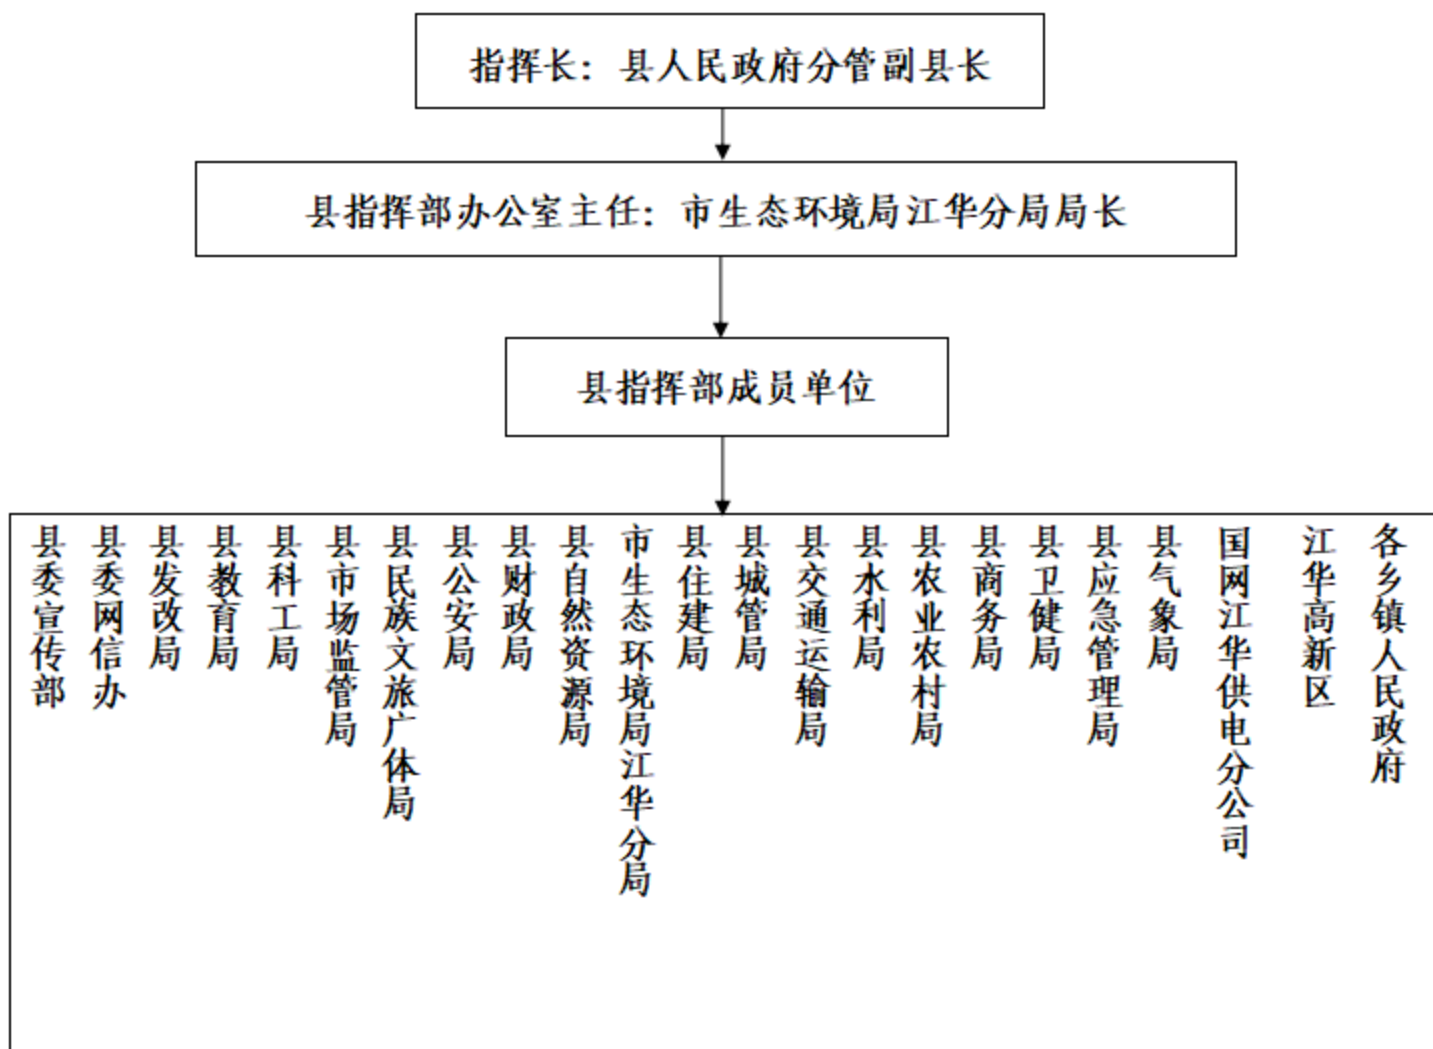 指挥长：县人民政府分管副县长
县指挥部办公室主任：市生态环境局江华分局局长
县指挥部成员单位
县委宣传部
县委网信办
县发改局
县教育局
县科工局
县市场监管局
县民族文旅广体局
县公安局
县财政局
县自然资源局
市生态环境局江华分局
县住建局
县城管局
县交通运输局
县水利局
县农业农村局
县商务局
县卫健局
县应急管理局
县气象局
国网江华供电分公司
江华高新区
各乡镇人民政府